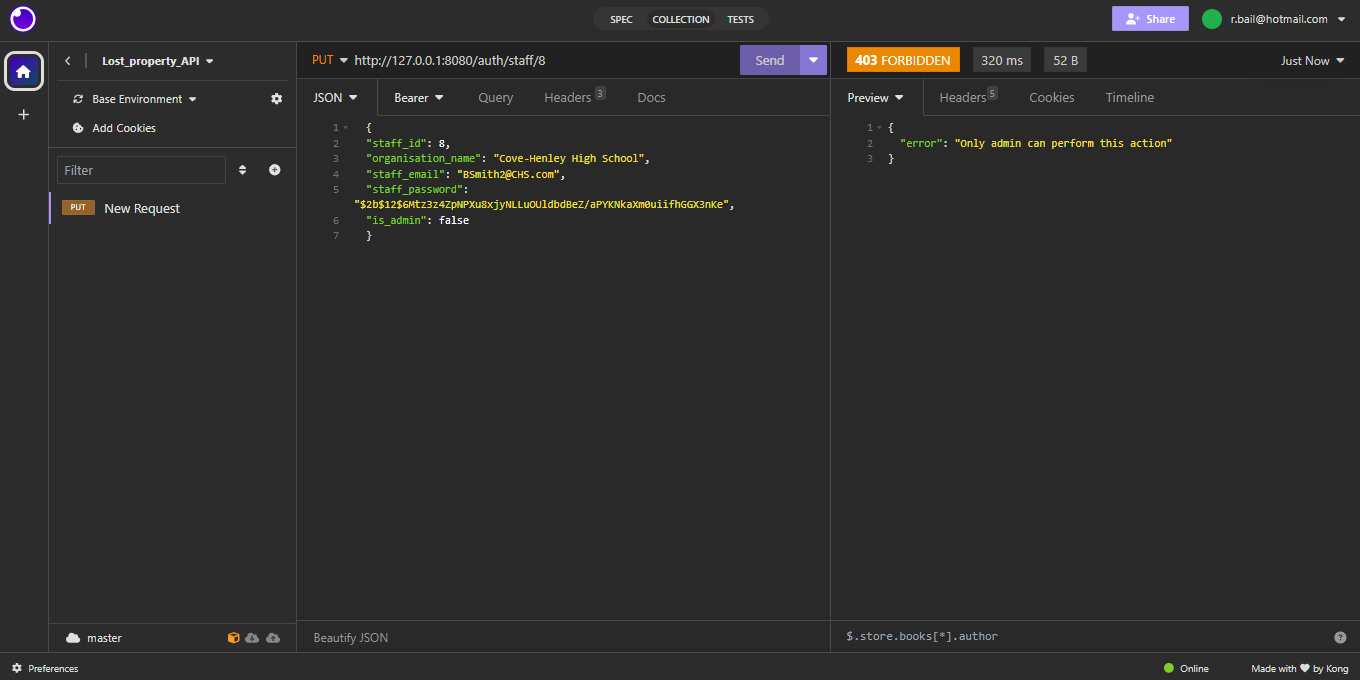 SPEC COLLECTION TESTS
Share
r.bail@hotmail.com
Lost_property_API
Base Environment
Add Cookies
Filter
PUT New Request
master
PUT http://127.0.0.1:8080/auth/staff/8
Send
JSON Bearer Query Headers 3 Docs
1 {
2 "staff_id": 8,
3 "organisation_name": "Cove-Henley High School",
4 "staff_email": "BSmith2@CHS.com",
5 "staff_password":
"$2b$12$6Mtz3z4ZpNPXu8xjyNLLuOUldbdBeZ/aPYKNkaXm0uiifhGGX3nKe",
6 "is_admin": false
7 }
Beautify JSON
403 FORBIDDEN 320 ms 52 B Just Now
Preview Headers 5 Cookies Timeline
1 {
2 "error": "Only admin can perform this action"
3 }
$.store.books[*].author
?
Preferences
Online
Made with ❤ by Kong